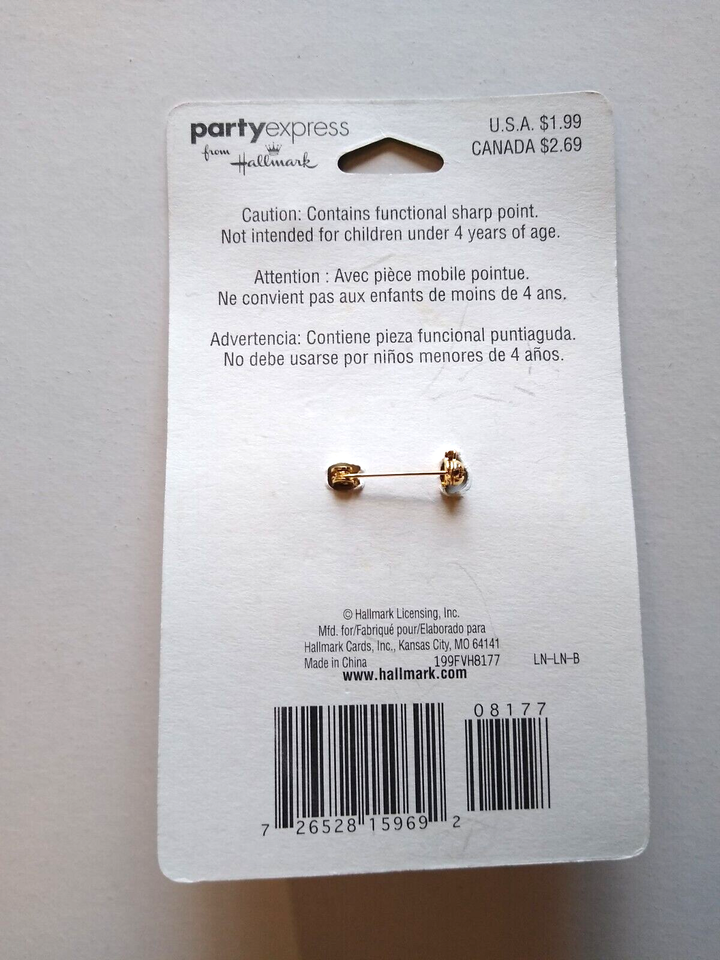 partyexpress
from Hallmark
U.S.A. $1.99
CANADA $2.69
Caution: Contains functional sharp point.
Not intended for children under 4 years of age.
Attention : Avec pièce mobile pointue.
Ne convient pas aux enfants de moins de 4 ans.
Advertencia: Contiene pieza funcional puntiaguda.
No debe usarse por niños menores de 4 años.
© Hallmark Licensing, Inc.
Mfd. for/Fabriqué pour/Elaborado para
Hallmark Cards, Inc., Kansas City, MO 64141
Made in China 199FVH8177 LN-LN-B
www.hallmark.com
08177
7 26528 15969 2